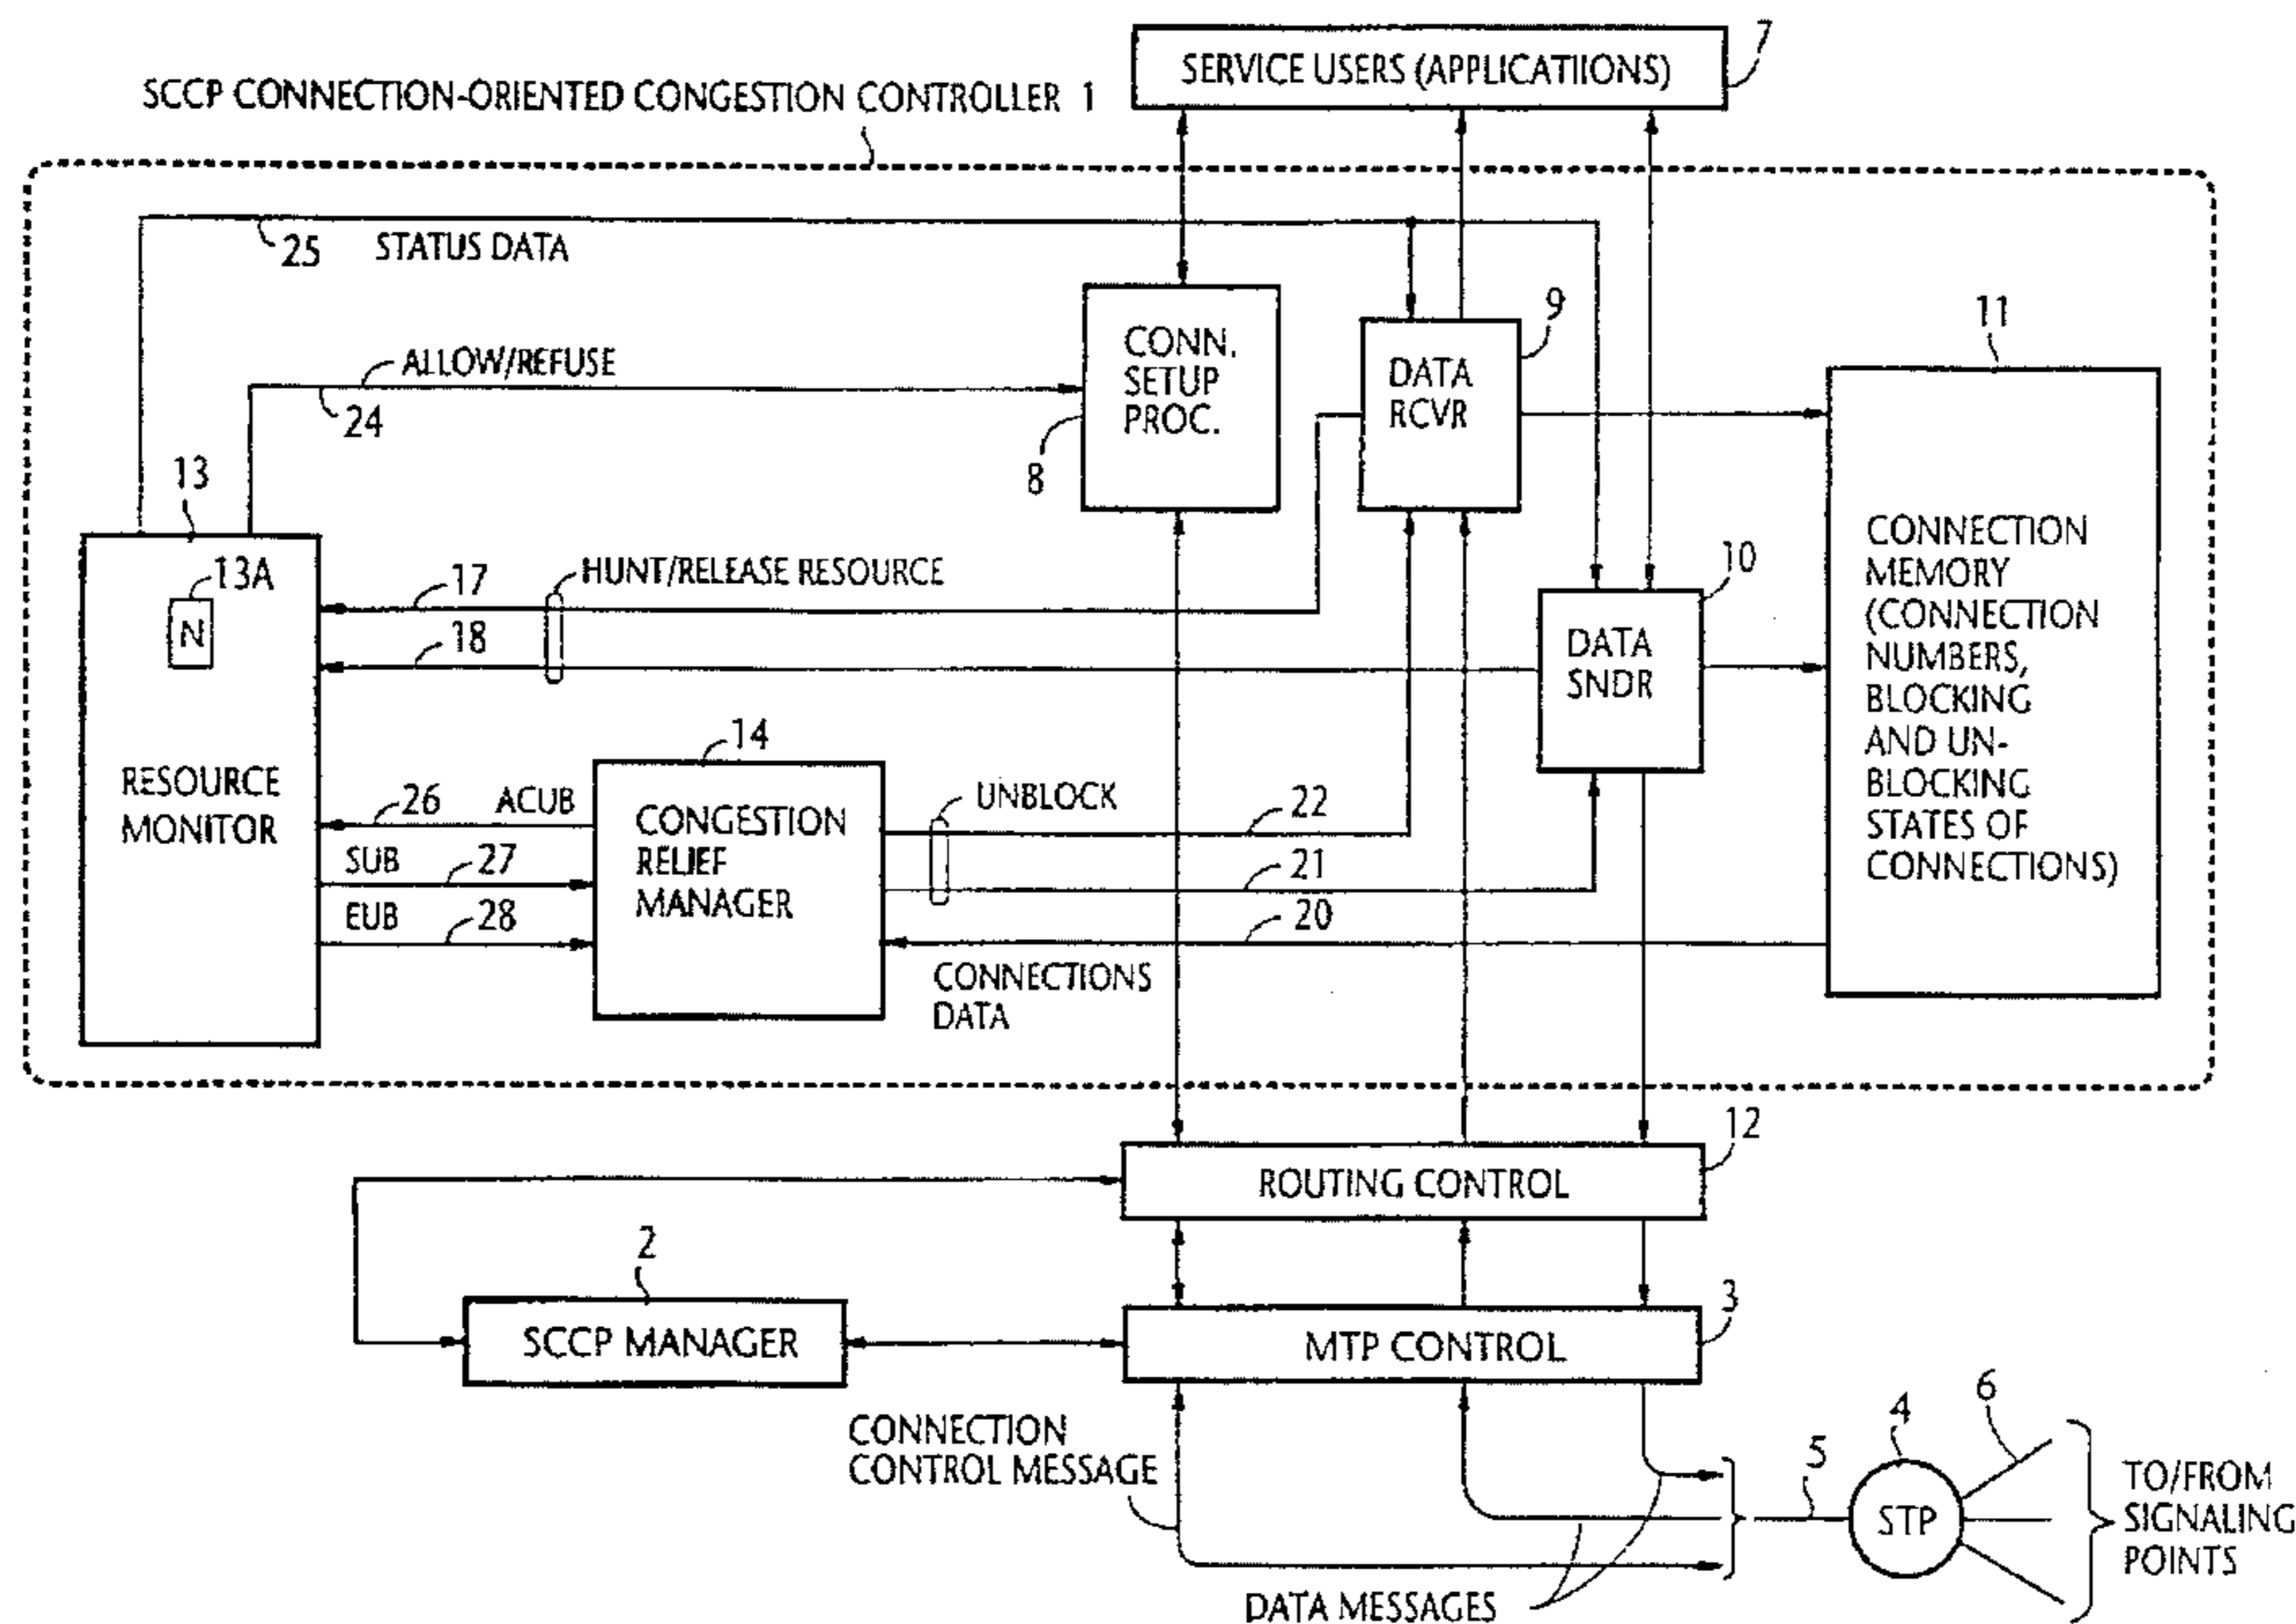 7
SERVICE USERS (APPLICATIIONS)
SCCP CONNECTION-ORIENTED CONGESTION CONTROLLER 1
25
STATUS DATA
9
11
CONN.
SETUP
PROC.
ALLOW/REFUSE
24
DATA
RCVR
8
13
13A
N
17
HUNT/RELEASE RESOURCE
18
10
DATA
SNDR
CONNECTION
MEMORY
(CONNECTION
NUMBERS,
BLOCKING
AND UN-
BLOCKING
STATES OF
CONNECTIONS)
14
RESOURCE
MONITOR
26
ACUB
CONGESTION
RELIEF
MANAGER
UNBLOCK
22
SUB
27
21
EUB
28
20
CONNECTIONS
DATA
12
ROUTING CONTROL
2
SCCP MANAGER
3
MTP CONTROL
CONNECTION
CONTROL MESSAGE
5
4
STP
6
TO/FROM
SIGNALING
POINTS
DATA MESSAGES